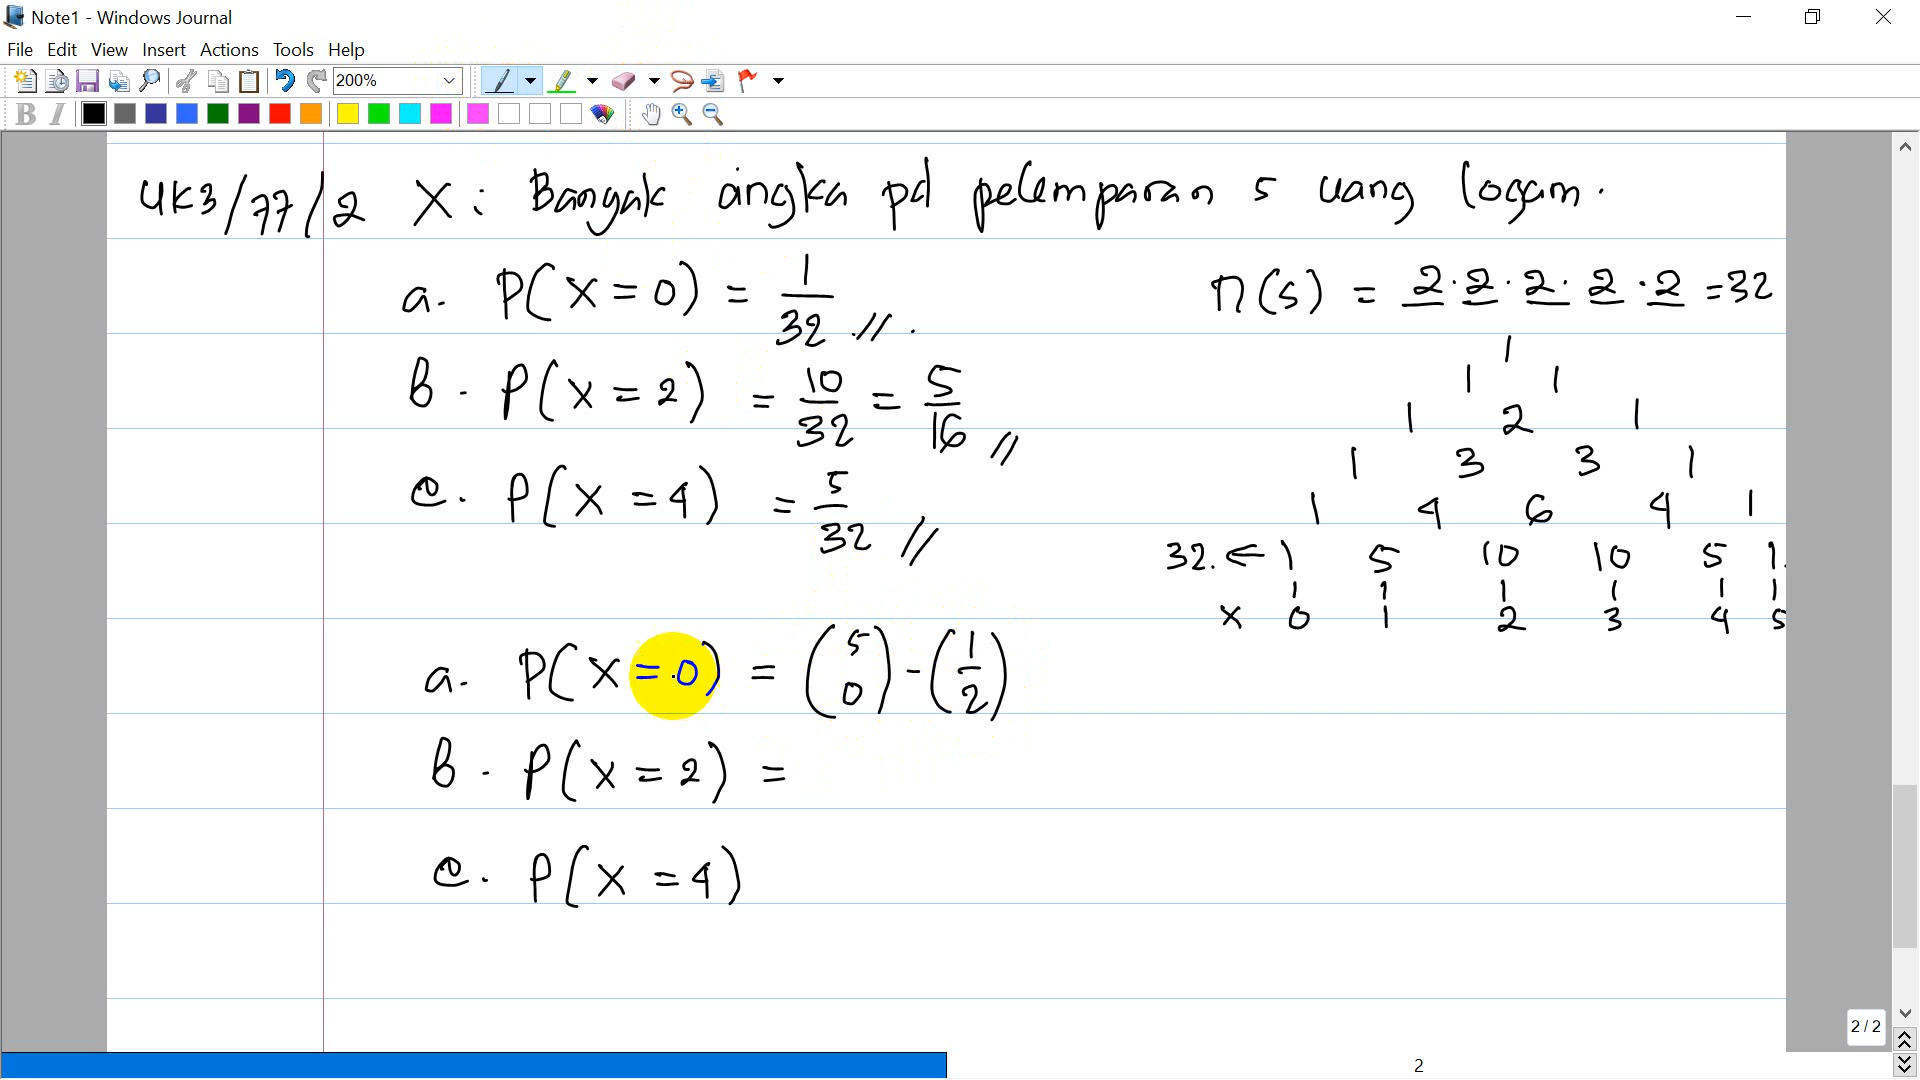 Note1 - Windows Journal
File Edit View Insert Actions Tools Help
200%
B I
UK3/77/2 X : Banyak angka pd pelemparan 5 uang logam.
a. P(X=0) = 1/32 //. n(s) = 2.2.2.2.2 =32
1
1 1
b. P(X=2) = 10/32 = 5/16 //
1 2 1
1 3 3 1
c. P(X=4) = 5/32 //
1 4 6 4 1
32. ← 1 5 10 10 5 1.
x 0 1 2 3 4 5
a. P(X=0) = (5 0) - (1/2)
b. P(X=2) =
c. P(X=4)
2 / 2
2